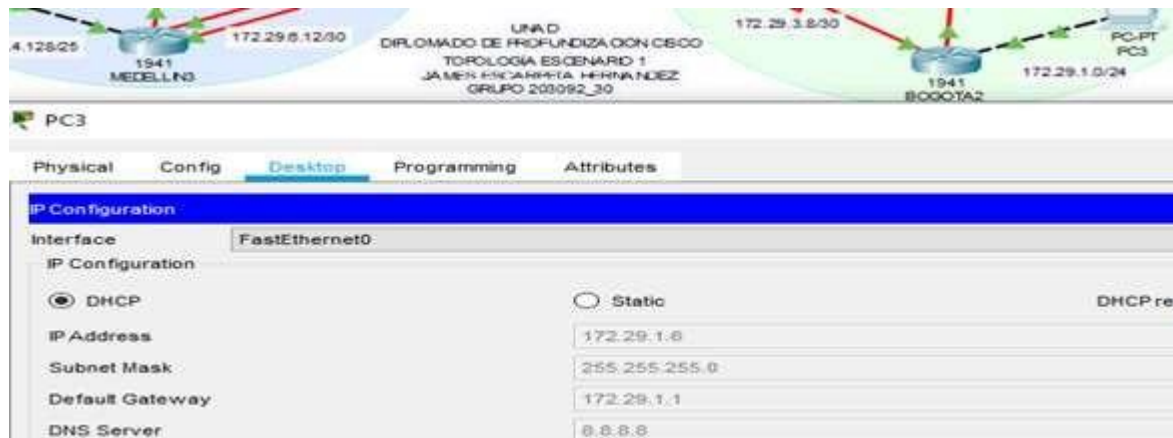 UNAD
DIPLOMADO DE PROFUNDIZACION CISCO
TOPOLOGÍA ESCENARIO 1
JAMES ESCARPETA HERNANDEZ
GRUPO 203092_30
4.128/25
1941
MEDELLIN3
172.29.6.12/30
172.29.3.8/30
1941
BOGOTA2
PC-PT
PC3
172.29.1.0/24
PC3
Physical Config Desktop Programming Attributes
IP Configuration
Interface FastEthernet0
IP Configuration
DHCP Static DHCP re
IP Address 172.29.1.6
Subnet Mask 255.255.255.0
Default Gateway 172.29.1.1
DNS Server 8.8.8.8